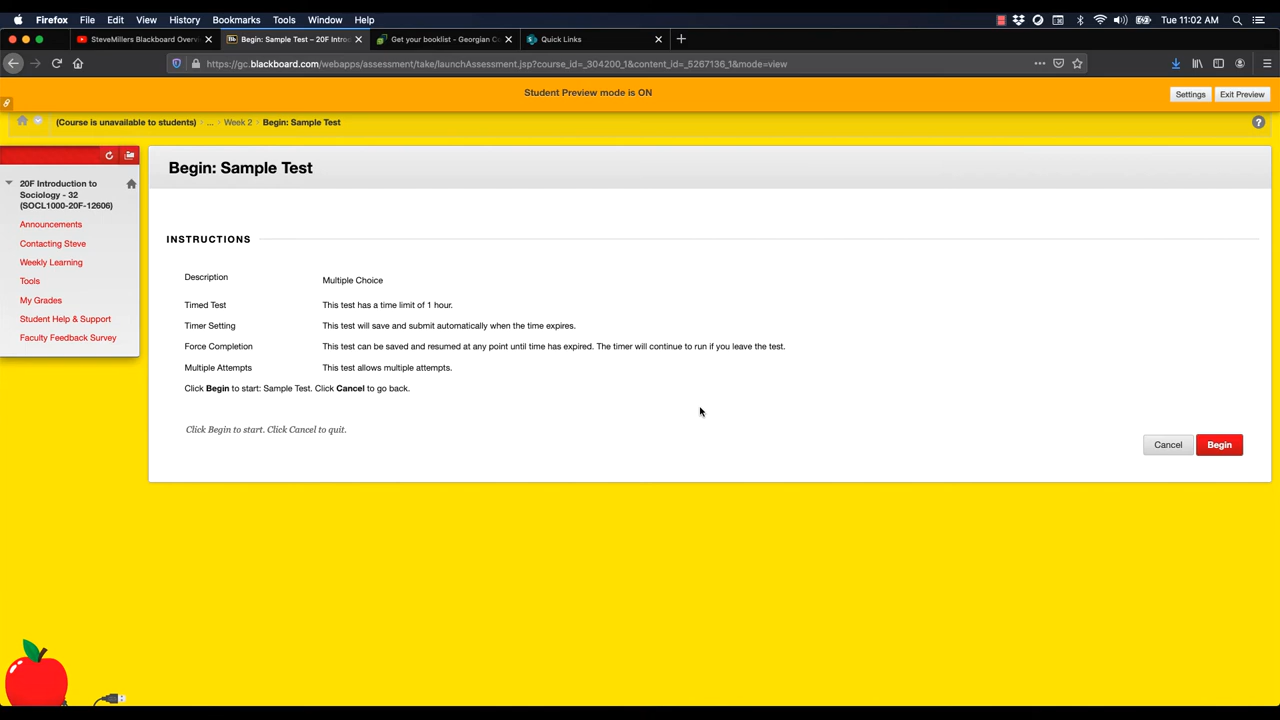 Firefox File Edit View History Bookmarks Tools Window Help Tue 11:02 AM
SteveMillers Blackboard Overvi Begin: Sample Test – 20F Intro Get your booklist - Georgian C Quick Links
https://gc.blackboard.com/webapps/assessment/take/launchAssessment.jsp?course_id=_304200_1&content_id=_5267136_1&mode=view
Student Preview mode is ON Settings Exit Preview
(Course is unavailable to students) ... Week 2 Begin: Sample Test
20F Introduction to
Sociology - 32
(SOCL1000-20F-12606)
Announcements
Contacting Steve
Weekly Learning
Tools
My Grades
Student Help & Support
Faculty Feedback Survey
Begin: Sample Test
INSTRUCTIONS
Description Multiple Choice
Timed Test This test has a time limit of 1 hour.
Timer Setting This test will save and submit automatically when the time expires.
Force Completion This test can be saved and resumed at any point until time has expired. The timer will continue to run if you leave the test.
Multiple Attempts This test allows multiple attempts.
Click Begin to start: Sample Test. Click Cancel to go back.
Click Begin to start. Click Cancel to quit.
Cancel Begin